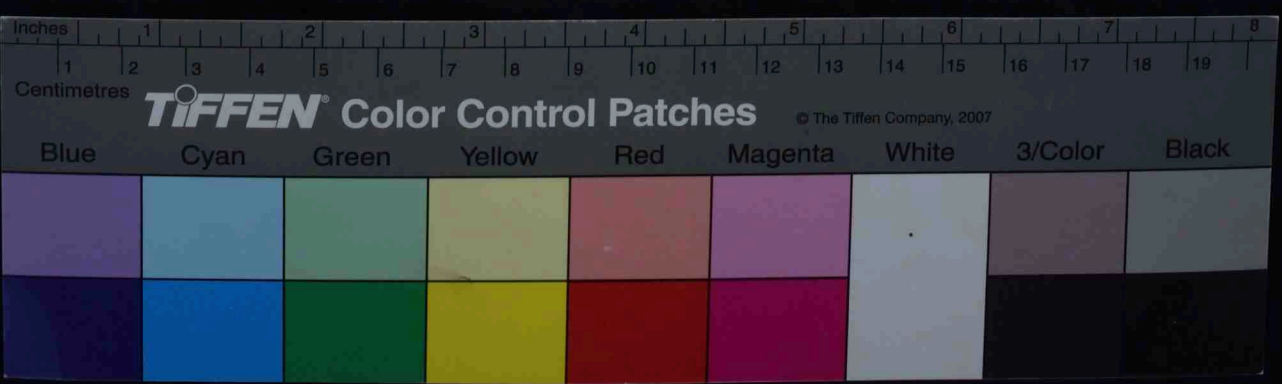 Inches 1 2 3 4 5 6 7 8
1 2 3 4 5 6 7 8 9 10 11 12 13 14 15 16 17 18 19
Centimetres
TIFFEN® Color Control Patches © The Tiffen Company, 2007
Blue Cyan Green Yellow Red Magenta White 3/Color Black